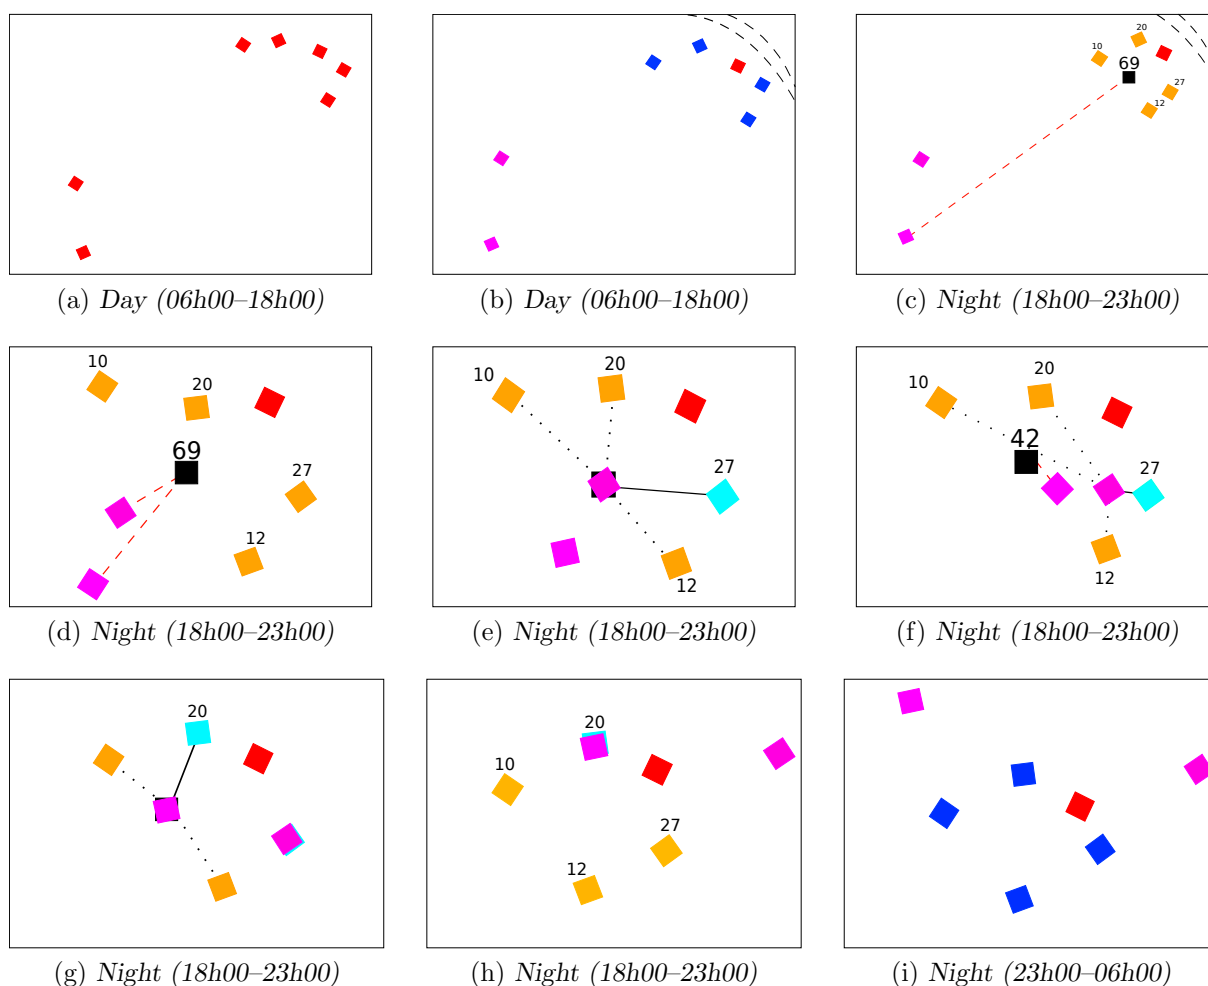 (a) Day (06h00–18h00)
(b) Day (06h00–18h00)
20
10
69
27
12
(c) Night (18h00–23h00)
10
20
69
27
12
(d) Night (18h00–23h00)
20
10
27
12
(e) Night (18h00–23h00)
20
10
42
27
12
(f) Night (18h00–23h00)
20
(g) Night (18h00–23h00)
20
10
27
12
(h) Night (18h00–23h00)
(i) Night (23h00–06h00)